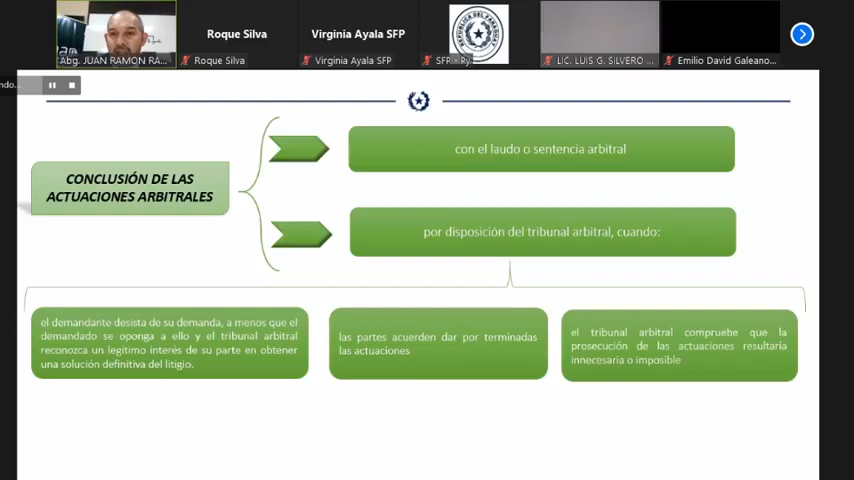 Roque Silva
Virginia Ayala SFP
Abg. JUAN RAMON RA...
Roque Silva
Virginia Ayala SFP
SFP - Py
LIC. LUIS G. SILVERO ...
Emilio David Galeano...
ndo...
CONCLUSIÓN DE LAS
ACTUACIONES ARBITRALES
con el laudo o sentencia arbitral
por disposición del tribunal arbitral, cuando:
el demandante desista de su demanda, a menos que el
demandado se oponga a ello y el tribunal arbitral
reconozca un legítimo interés de su parte en obtener
una solución definitiva del litigio.
las partes acuerden dar por terminadas
las actuaciones
el tribunal arbitral compruebe que la
prosecución de las actuaciones resultaría
innecesaria o imposible